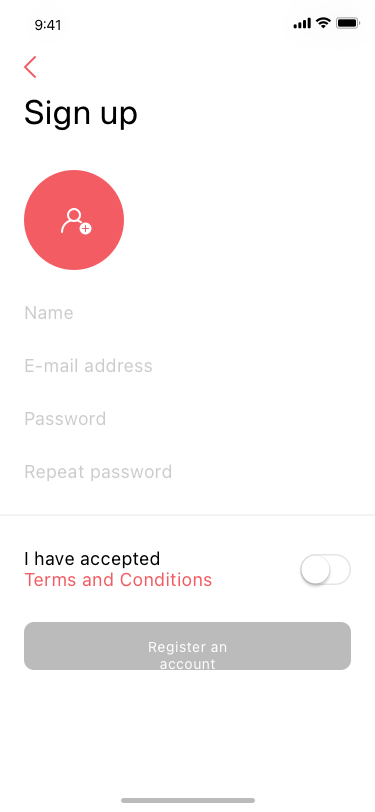 9:41
Sign up
Name
E-mail address
Password
Repeat password
I have accepted
Terms and Conditions
Register an
account